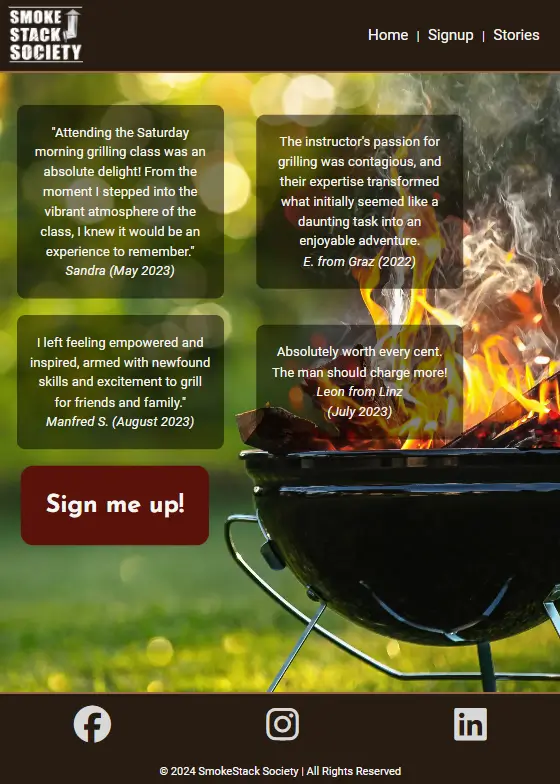 SMOKE
STACK
SOCIETY
Home | Signup | Stories
"Attending the Saturday
morning grilling class was an
absolute delight! From the
moment I stepped into the
vibrant atmosphere of the
class, I knew it would be an
experience to remember."
Sandra (May 2023)
The instructor's passion for
grilling was contagious, and
their expertise transformed
what initially seemed like a
daunting task into an
enjoyable adventure.
E. from Graz (2022)
I left feeling empowered and
inspired, armed with newfound
skills and excitement to grill
for friends and family."
Manfred S. (August 2023)
Absolutely worth every cent.
The man should charge more!
Leon from Linz
(July 2023)
Sign me up!
© 2024 SmokeStack Society | All Rights Reserved